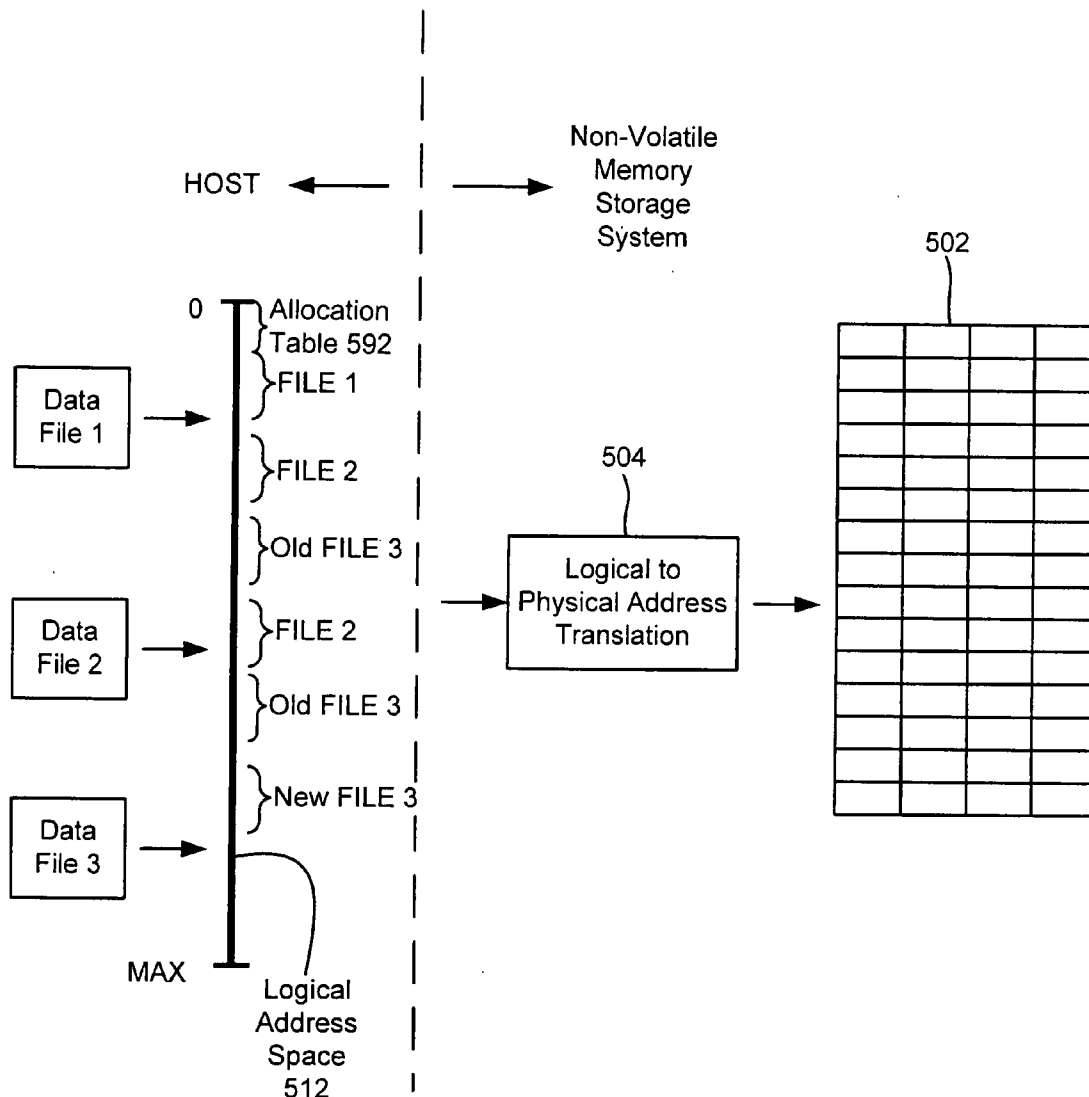 HOST
Non-Volatile
Memory
Storage
System
502
0
Allocation
Table 592
FILE 1
Data
File 1
FILE 2
504
Old FILE 3
Logical to
Physical Address
Translation
FILE 2
Data
File 2
Old FILE 3
New FILE 3
Data
File 3
MAX
Logical
Address
Space
512